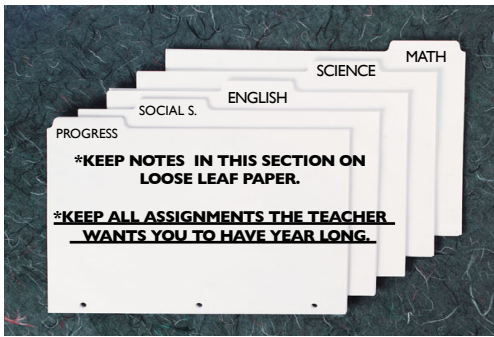 MATH
SCIENCE
ENGLISH
SOCIAL S.
PROGRESS
*KEEP NOTES IN THIS SECTION ON
LOOSE LEAF PAPER.
*KEEP ALL ASSIGNMENTS THE TEACHER
WANTS YOU TO HAVE YEAR LONG.